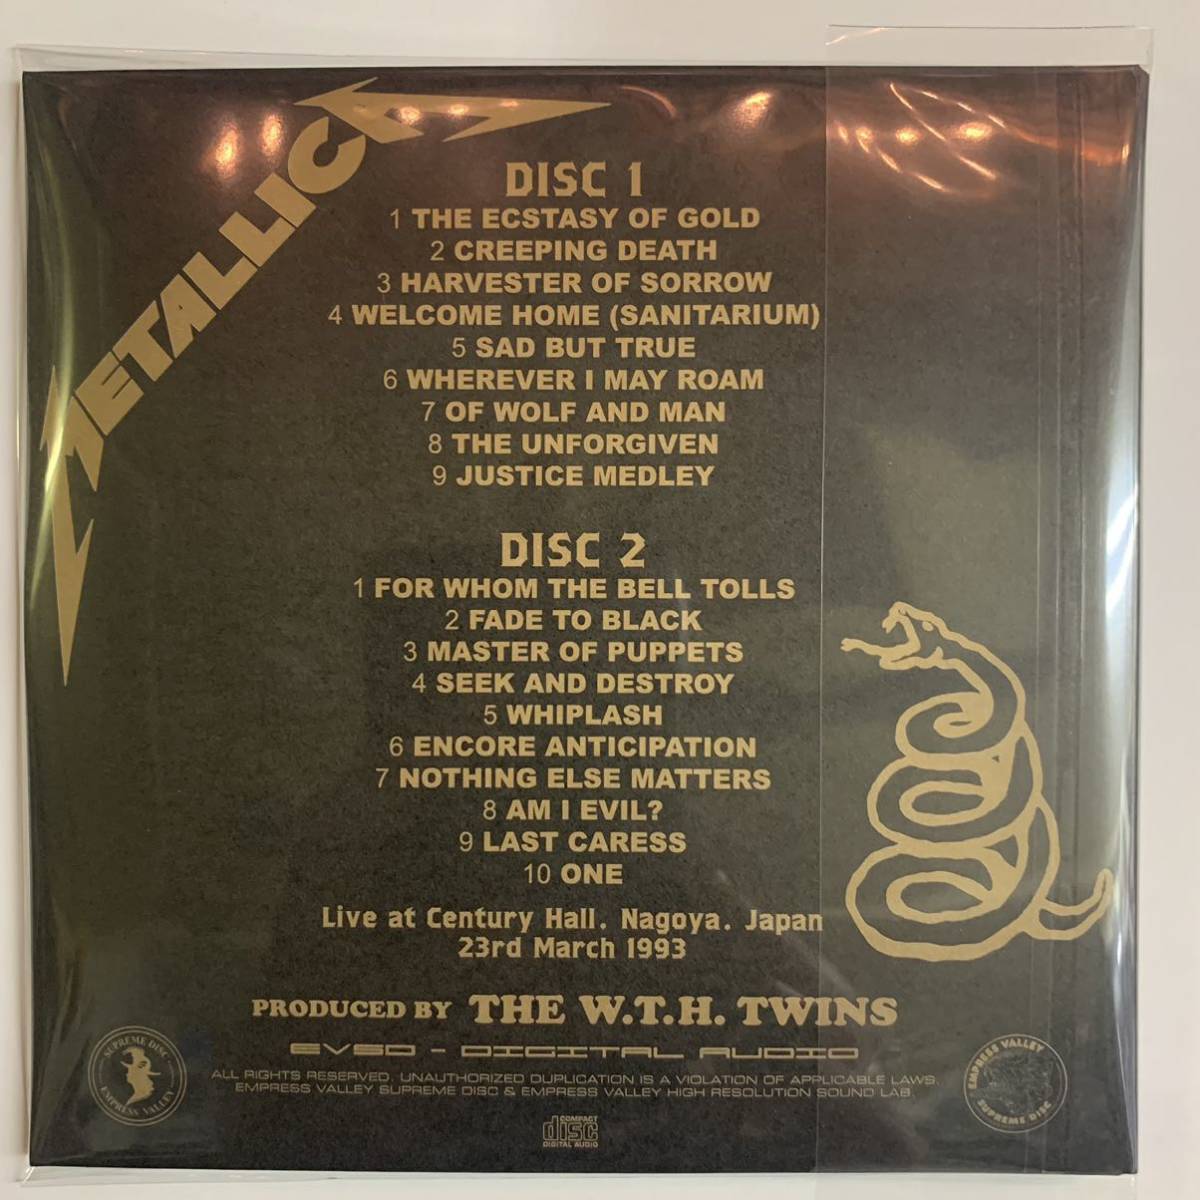 METALLICA
DISC 1
1 THE ECSTASY OF GOLD
2 CREEPING DEATH
3 HARVESTER OF SORROW
4 WELCOME HOME (SANITARIUM)
5 SAD BUT TRUE
6 WHEREVER I MAY ROAM
7 OF WOLF AND MAN
8 THE UNFORGIVEN
9 JUSTICE MEDLEY
DISC 2
1 FOR WHOM THE BELL TOLLS
2 FADE TO BLACK
3 MASTER OF PUPPETS
4 SEEK AND DESTROY
5 WHIPLASH
6 ENCORE ANTICIPATION
7 NOTHING ELSE MATTERS
8 AM I EVIL?
9 LAST CARESS
10 ONE
Live at Century Hall. Nagoya. Japan
23rd March 1993
PRODUCED BY THE W.T.H. TWINS
EVSD - DIGITAL AUDIO
ALL RIGHTS RESERVED. UNAUTHORIZED DUPLICATION IS A VIOLATION OF APPLICABLE LAWS.
EMPRESS VALLEY SUPREME DISC & EMPRESS VALLEY HIGH RESOLUTION SOUND LAB.
SUPREME DISC
EMPRESS VALLEY
EMPRESS VALLEY
SUPREME DISC
COMPACT
disc
DIGITAL AUDIO